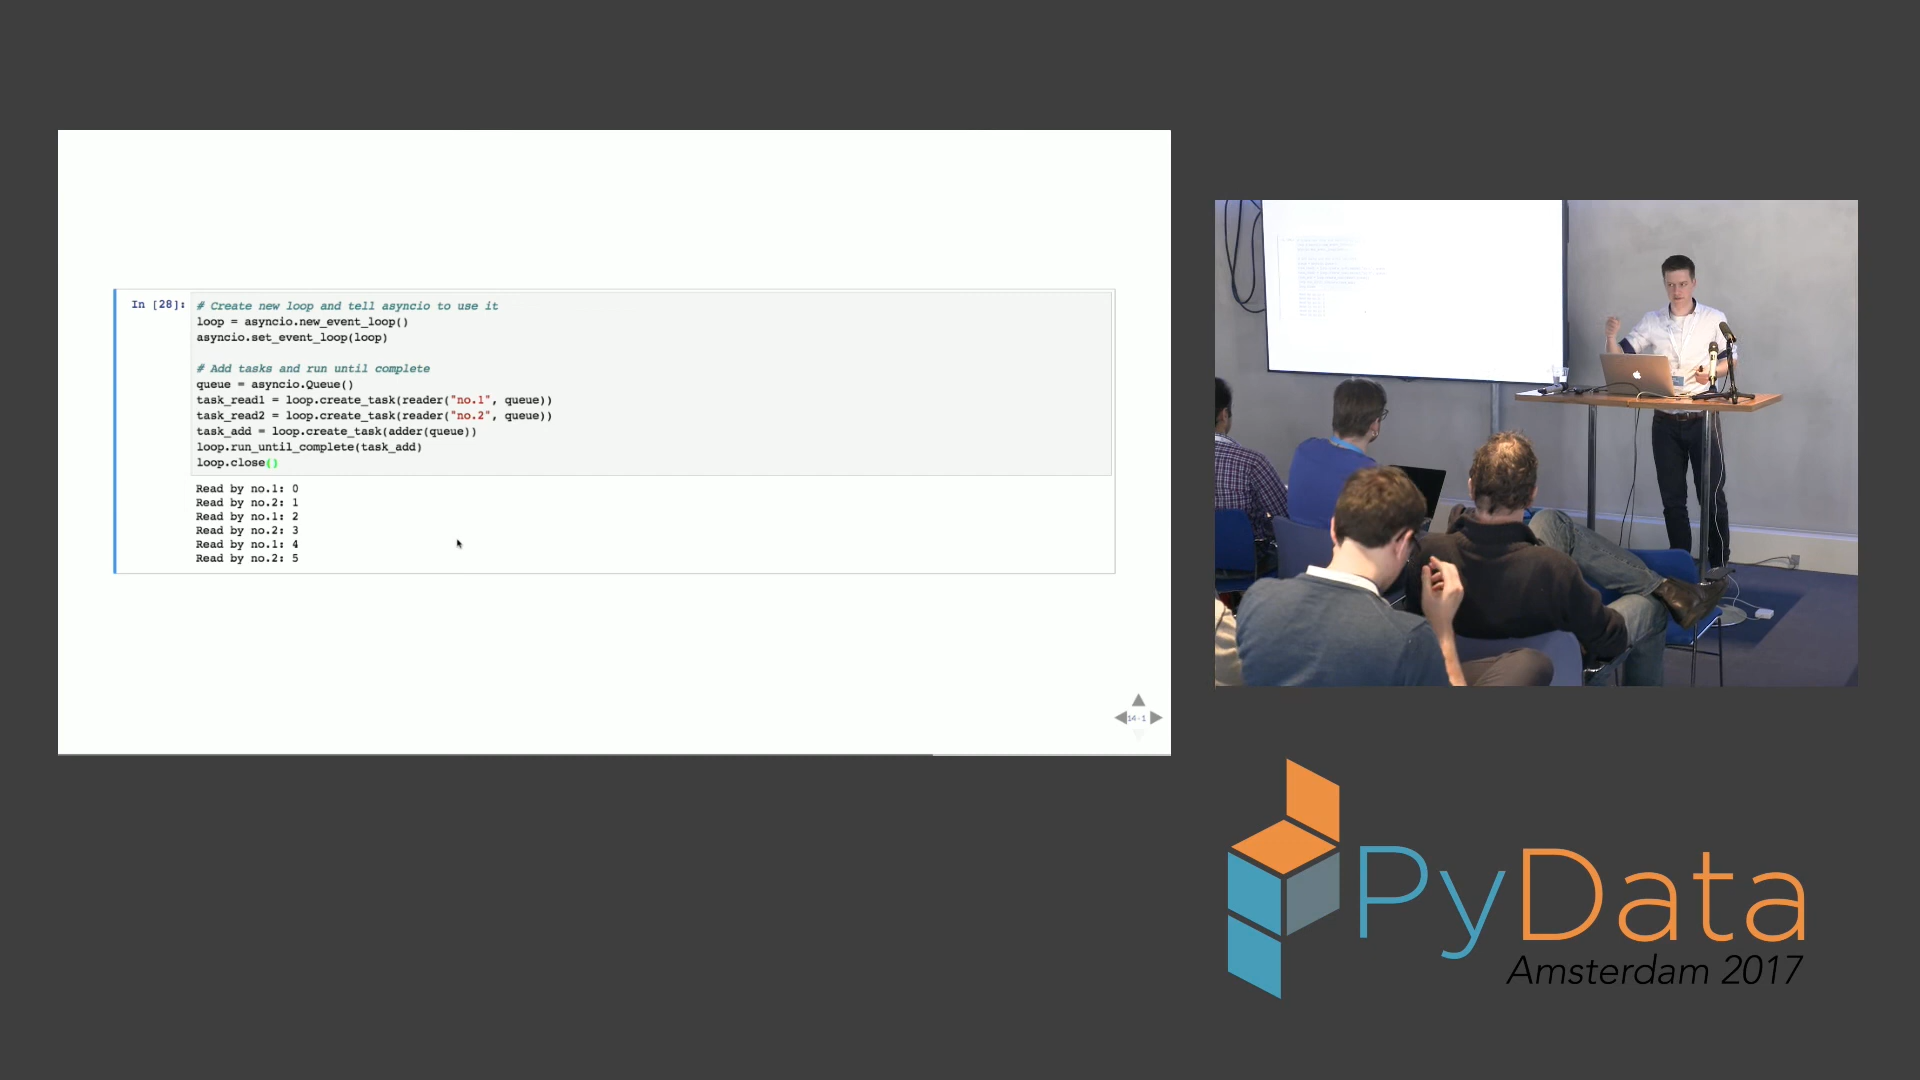 In [28]: # Create new loop and tell asyncio to use it
loop = asyncio.new_event_loop()
asyncio.set_event_loop(loop)
# Add tasks and run until complete
queue = asyncio.Queue()
task_read1 = loop.create_task(reader("no.1", queue))
task_read2 = loop.create_task(reader("no.2", queue))
task_add = loop.create_task(adder(queue))
loop.run_until_complete(task_add)
loop.close()
Read by no.1: 0
Read by no.2: 1
Read by no.1: 2
Read by no.2: 3
Read by no.1: 4
Read by no.2: 5
14-1
PyData
Amsterdam 2017